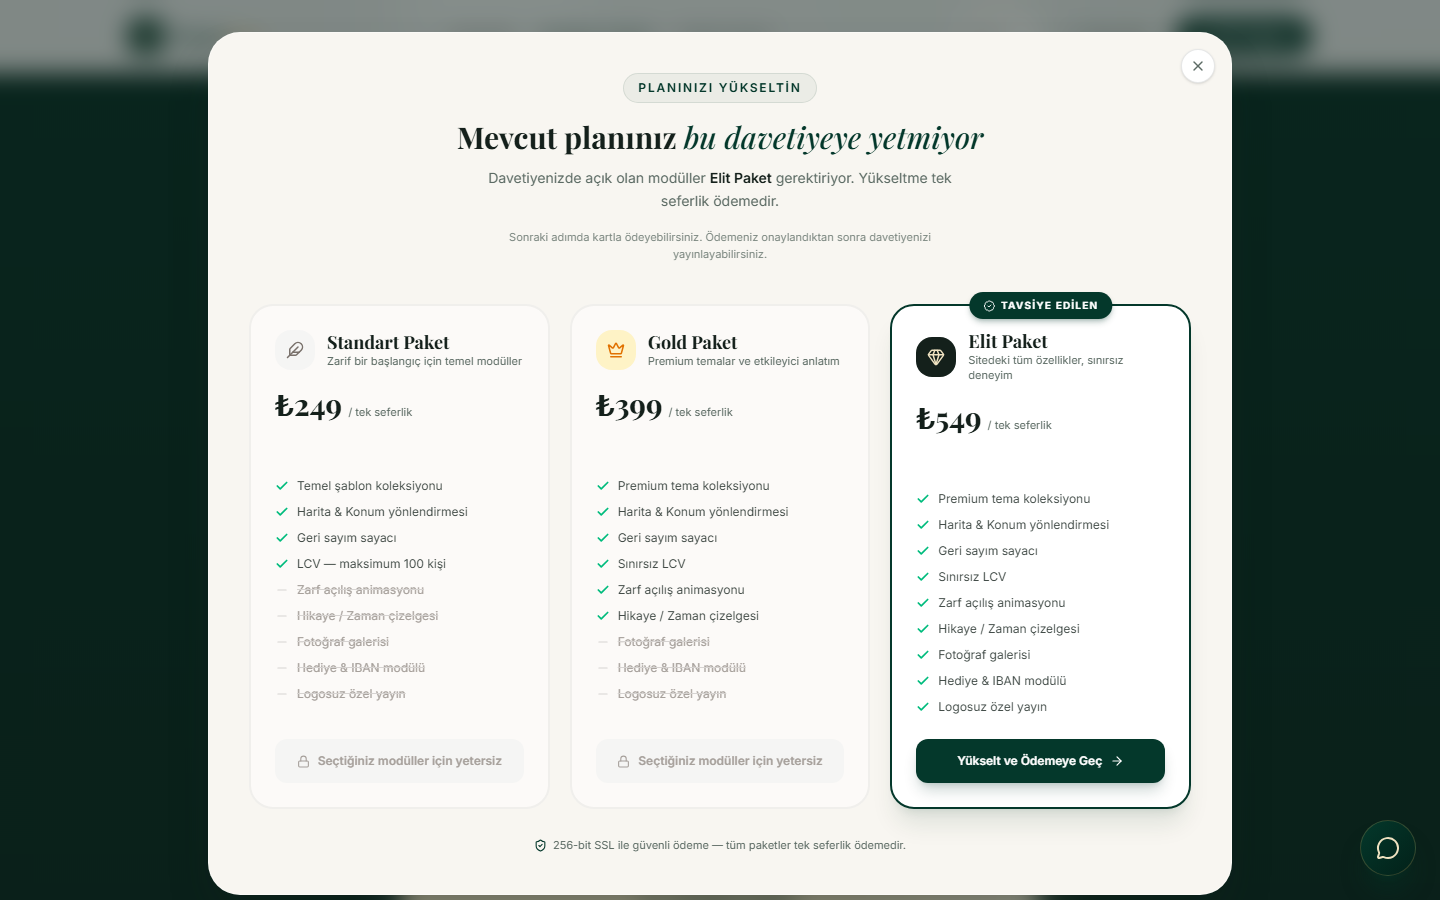 PLANINIZI YÜKSELTİN
Mevcut planınız bu davetiyeye yetmiyor
Davetiyenizde açık olan modüller Elit Paket gerektiriyor. Yükseltme tek
seferlik ödemedir.
Sonraki adımda kartla ödeyebilirsiniz. Ödemeniz onaylandıktan sonra davetiyenizi
yayınlayabilirsiniz.
Standart Paket
Zarif bir başlangıç için temel modüller
₺249 / tek seferlik
Temel şablon koleksiyonu
Harita & Konum yönlendirmesi
Geri sayım sayacı
LCV — maksimum 100 kişi
Zarf açılış animasyonu
Hikaye / Zaman çizelgesi
Fotoğraf galerisi
Hediye & IBAN modülü
Logosuz özel yayın
Seçtiğiniz modüller için yetersiz
Gold Paket
Premium temalar ve etkileyici anlatım
₺399 / tek seferlik
Premium tema koleksiyonu
Harita & Konum yönlendirmesi
Geri sayım sayacı
Sınırsız LCV
Zarf açılış animasyonu
Hikaye / Zaman çizelgesi
Fotoğraf galerisi
Hediye & IBAN modülü
Logosuz özel yayın
Seçtiğiniz modüller için yetersiz
TAVSİYE EDİLEN
Elit Paket
Sitedeki tüm özellikler, sınırsız
deneyim
₺549 / tek seferlik
Premium tema koleksiyonu
Harita & Konum yönlendirmesi
Geri sayım sayacı
Sınırsız LCV
Zarf açılış animasyonu
Hikaye / Zaman çizelgesi
Fotoğraf galerisi
Hediye & IBAN modülü
Logosuz özel yayın
Yükselt ve Ödemeye Geç
256-bit SSL ile güvenli ödeme — tüm paketler tek seferlik ödemedir.